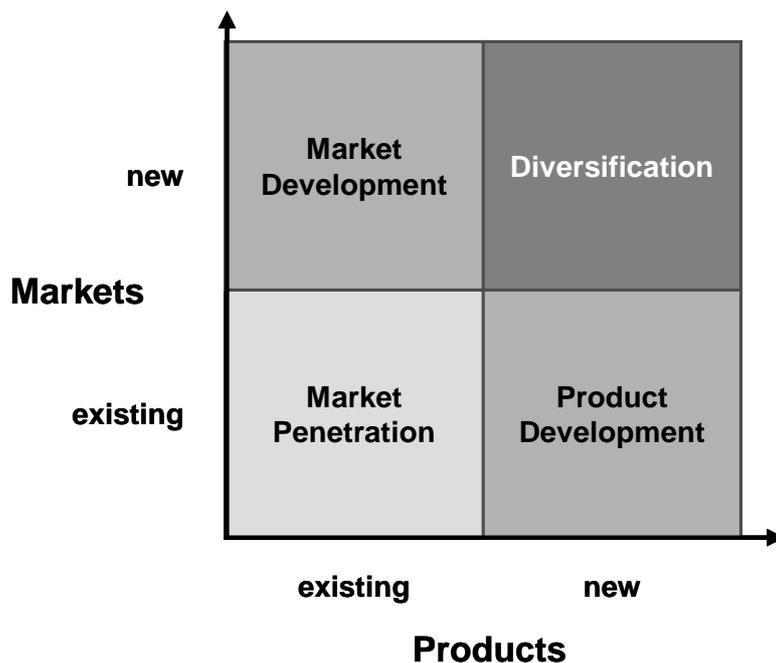 Market
Development
Diversification
new
Markets
Market
Penetration
Product
Development
existing
existing
new
Products